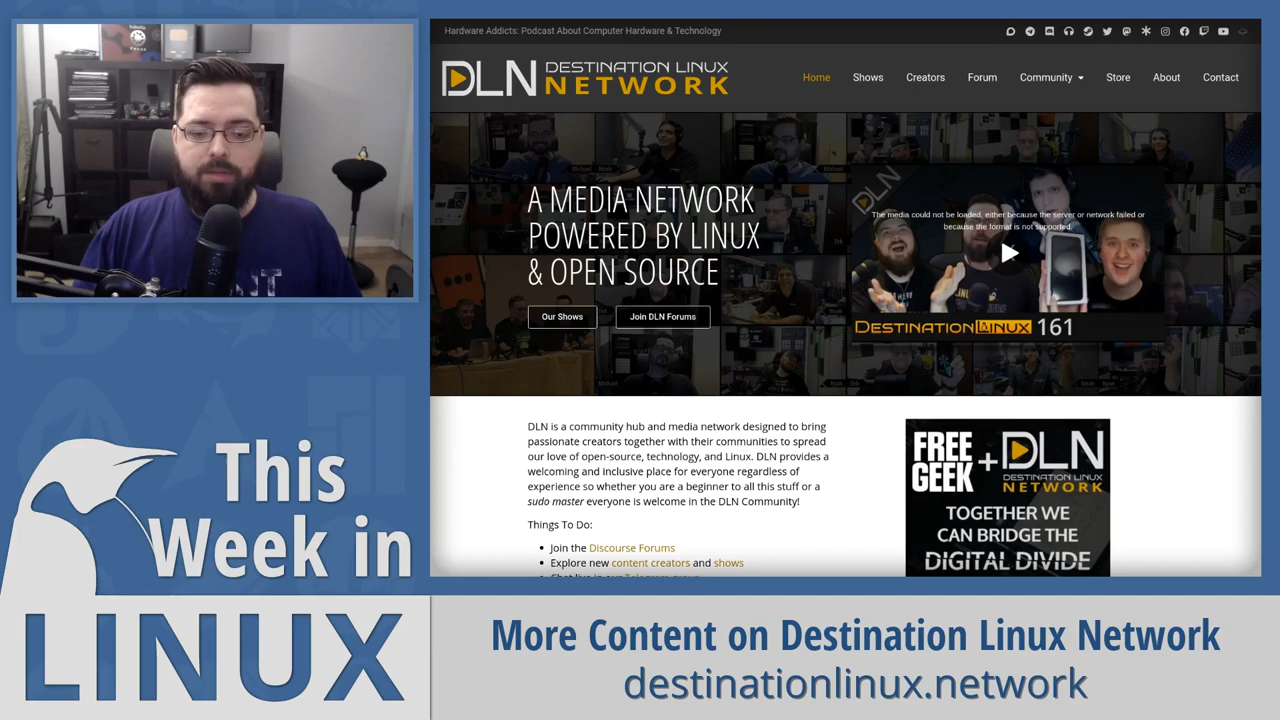 Hardware Addicts: Podcast About Computer Hardware & Technology
DLN DESTINATION LINUX
NETWORK
Home Shows Creators Forum Community Store About Contact
A MEDIA NETWORK
POWERED BY LINUX
& OPEN SOURCE
Our Shows Join DLN Forums
DLN
The media could not be loaded, either because the server or network failed or
because the format is not supported.
DESTINATION LINUX 161
DLN is a community hub and media network designed to bring
passionate creators together with their communities to spread
our love of open-source, technology, and Linux. DLN provides a
welcoming and inclusive place for everyone regardless of
experience so whether you are a beginner to all this stuff or a
sudo master everyone is welcome in the DLN Community!
Things To Do:
Join the Discourse Forums
Explore new content creators and shows
Chat live in our Telegram group
FREE
GEEK + DLN
DESTINATION LINUX
NETWORK
TOGETHER WE
CAN BRIDGE THE
DIGITAL DIVIDE
This
Week in
LINUX
More Content on Destination Linux Network
destinationlinux.network